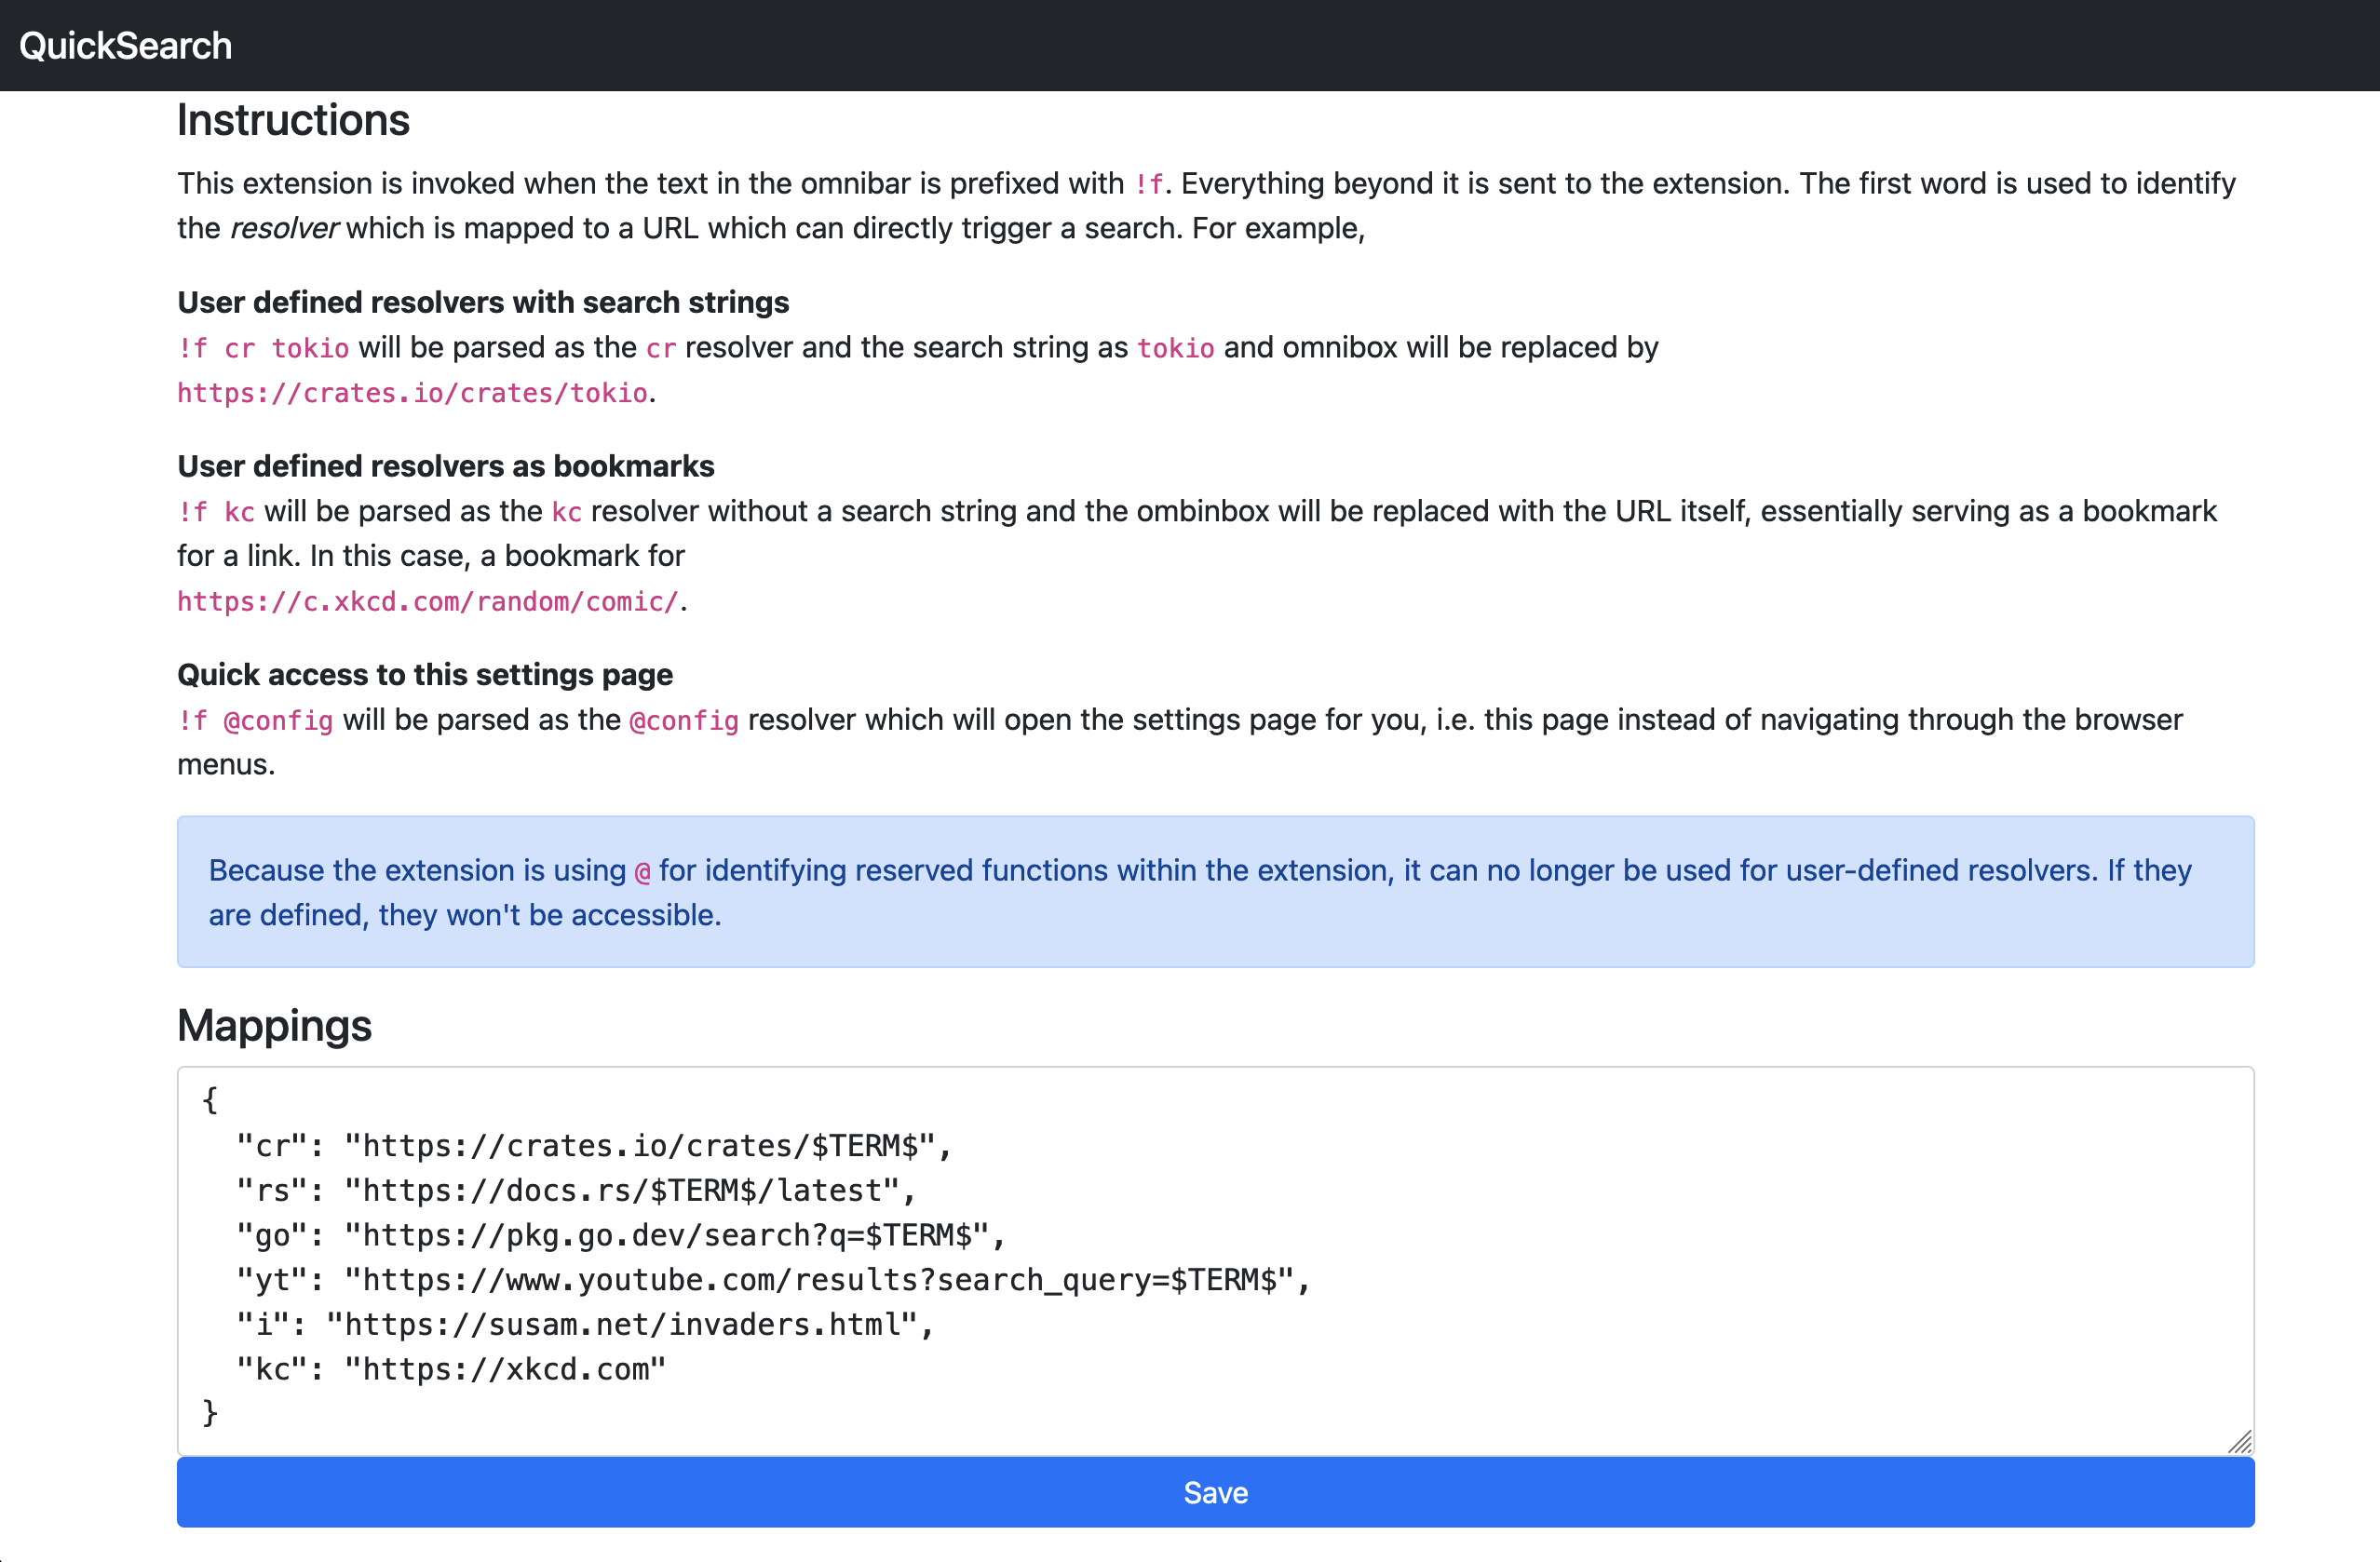 QuickSearch
Instructions
This extension is invoked when the text in the omnibar is prefixed with !f. Everything beyond it is sent to the extension. The first word is used to identify
the resolver which is mapped to a URL which can directly trigger a search. For example,
User defined resolvers with search strings
!f cr tokio will be parsed as the cr resolver and the search string as tokio and omnibox will be replaced by
https://crates.io/crates/tokio.
User defined resolvers as bookmarks
!f kc will be parsed as the kc resolver without a search string and the ombinbox will be replaced with the URL itself, essentially serving as a bookmark
for a link. In this case, a bookmark for
https://c.xkcd.com/random/comic/.
Quick access to this settings page
!f @config will be parsed as the @config resolver which will open the settings page for you, i.e. this page instead of navigating through the browser
menus.
Because the extension is using @ for identifying reserved functions within the extension, it can no longer be used for user-defined resolvers. If they
are defined, they won't be accessible.
Mappings
{
  "cr": "https://crates.io/crates/$TERM$",
  "rs": "https://docs.rs/$TERM$/latest",
  "go": "https://pkg.go.dev/search?q=$TERM$",
  "yt": "https://www.youtube.com/results?search_query=$TERM$",
  "i": "https://susam.net/invaders.html",
  "kc": "https://xkcd.com"
}
Save